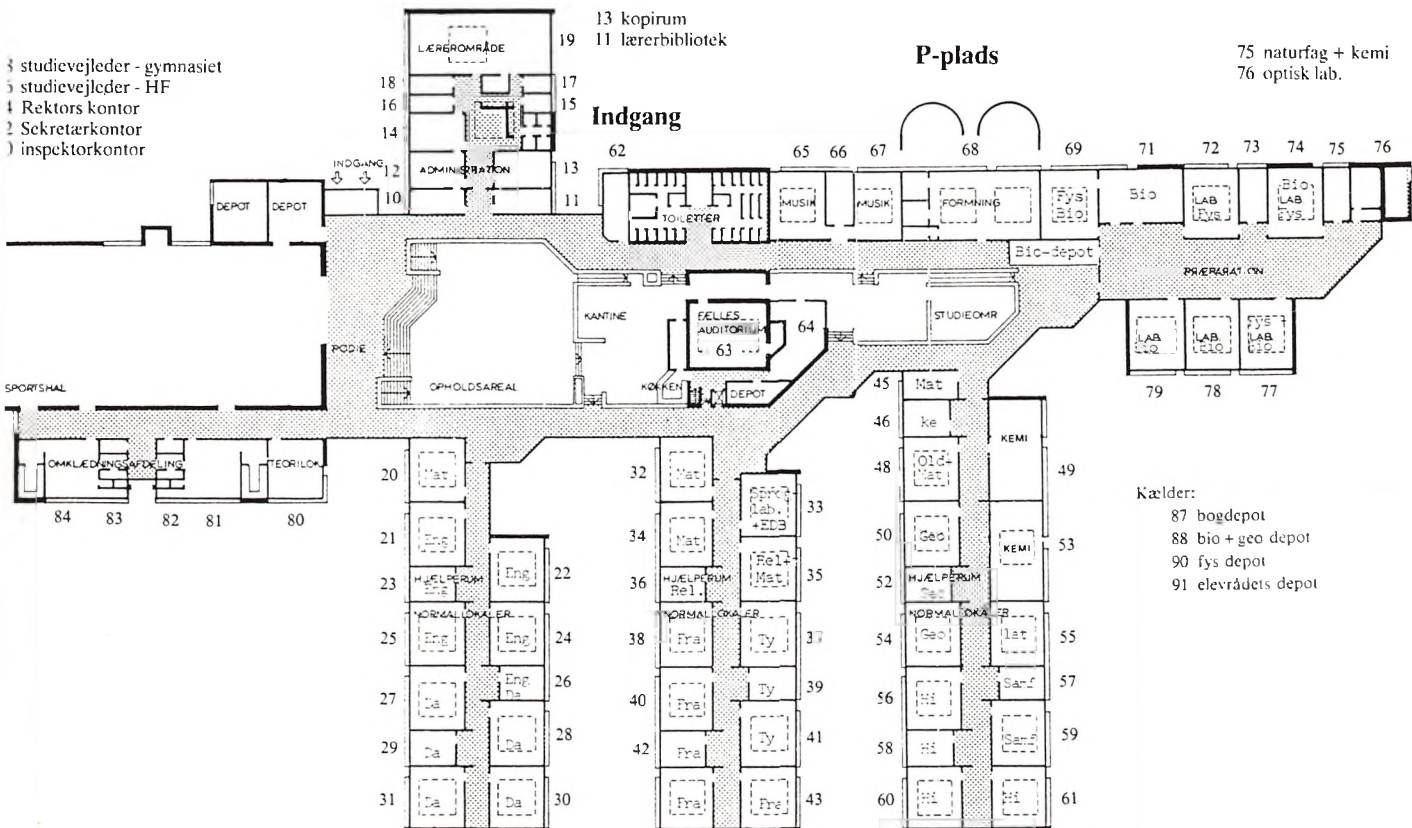 13 kopirum
11 lærerbibliotek
P-plads
75 naturfag + kemi
76 optisk lab.
studievejleder - gymnasiet
studievejleder - HF
Rektors kontor
Sekretærkontor
inspektorkontor
Indgang
LÆREROMRÅDE
19
18
17
16
15
14
INDGANG
12
ADMINISTRATION
13
10
11
DEPOT
DEPOT
62
65
66
67
68
69
71
72
73
74
75
76
TOILETTER
MUSIK
MUSIK
FORMNING
Fys
Bio
Bio
LAB
Fys
Bio
LAB
Fys
Bio-depot
PRÆPARATION
KANTINE
FÆLLES
AUDITORIUM
63
64
STUDIEOMR
PODIE
SPORTSHAL
OPHOLDSAREAL
KØKKEN
DEPOT
LAB
Bio
LAB
Bio
Fys +
LAB
Bio
79
78
77
OMKLÆDNINGSAFDELING
TEORILOK
84
83
82
81
80
20
Mat
21
Eng
22
Eng
23
HJÆLPERUM
Eng
NORMALLOKALER
25
Eng
Eng
24
27
Da
Eng
Da
26
29
Da
Da
28
31
Da
Da
30
32
Mat
Sprog
lab.
+EDB
33
34
Mat
Rel+
Mat
35
36
HJÆLPERUM
Rel.
NORMALLOKALER
38
Fra
Ty
37
40
Fra
Ty
39
42
Fra
Ty
41
Fra
Fra
43
45
Mat
46
ke
KEMI
48
Old+
Mat
49
50
Geo
KEMI
53
52
HJÆLPERUM
Geo
NORMALLOKALER
54
Geo
lat
55
56
Hi
Samf
57
58
Hi
Samf
59
60
Hi
Hi
61
Kælder:
87 bogdepot
88 bio + geo depot
90 fys depot
91 elevrådets depot